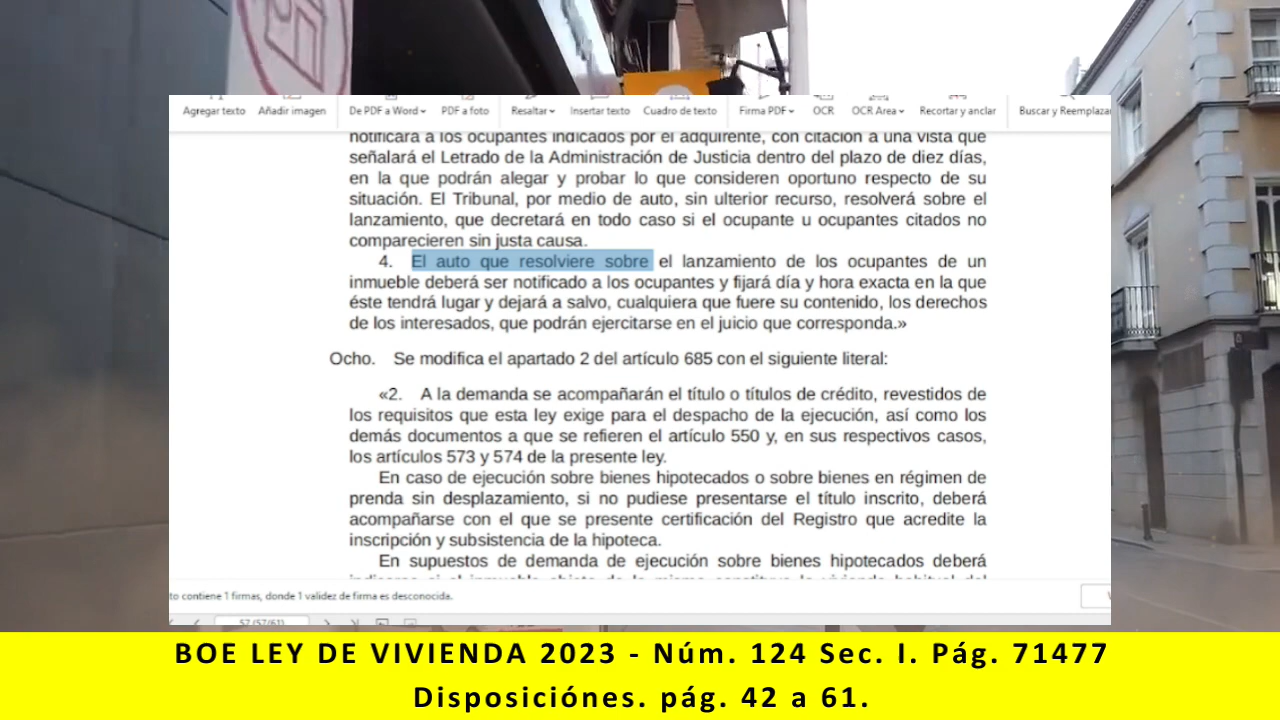 Agregar texto Añadir imagen De PDF a Word PDF a foto Resaltar Insertar texto Cuadro de texto Firma PDF OCR OCR Area Recortar y anclar Buscar y Reemplaza
notificará a los ocupantes indicados por el adquirente, con citación a una vista que
señalará el Letrado de la Administración de Justicia dentro del plazo de diez días,
en la que podrán alegar y probar lo que consideren oportuno respecto de su
situación. El Tribunal, por medio de auto, sin ulterior recurso, resolverá sobre el
lanzamiento, que decretará en todo caso si el ocupante u ocupantes citados no
comparecieren sin justa causa.
4. El auto que resolviere sobre el lanzamiento de los ocupantes de un
inmueble deberá ser notificado a los ocupantes y fijará día y hora exacta en la que
éste tendrá lugar y dejará a salvo, cualquiera que fuere su contenido, los derechos
de los interesados, que podrán ejercitarse en el juicio que corresponda.»
Ocho. Se modifica el apartado 2 del artículo 685 con el siguiente literal:
«2. A la demanda se acompañarán el título o títulos de crédito, revestidos de
los requisitos que esta ley exige para el despacho de la ejecución, así como los
demás documentos a que se refieren el artículo 550 y, en sus respectivos casos,
los artículos 573 y 574 de la presente ley.
En caso de ejecución sobre bienes hipotecados o sobre bienes en régimen de
prenda sin desplazamiento, si no pudiese presentarse el título inscrito, deberá
acompañarse con el que se presente certificación del Registro que acredite la
inscripción y subsistencia de la hipoteca.
En supuestos de demanda de ejecución sobre bienes hipotecados deberá
to contiene 1 firmas, donde 1 validez de firma es desconocida.
57 (57/61)
BOE LEY DE VIVIENDA 2023 - Núm. 124 Sec. I. Pág. 71477
Disposiciónes. pág. 42 a 61.